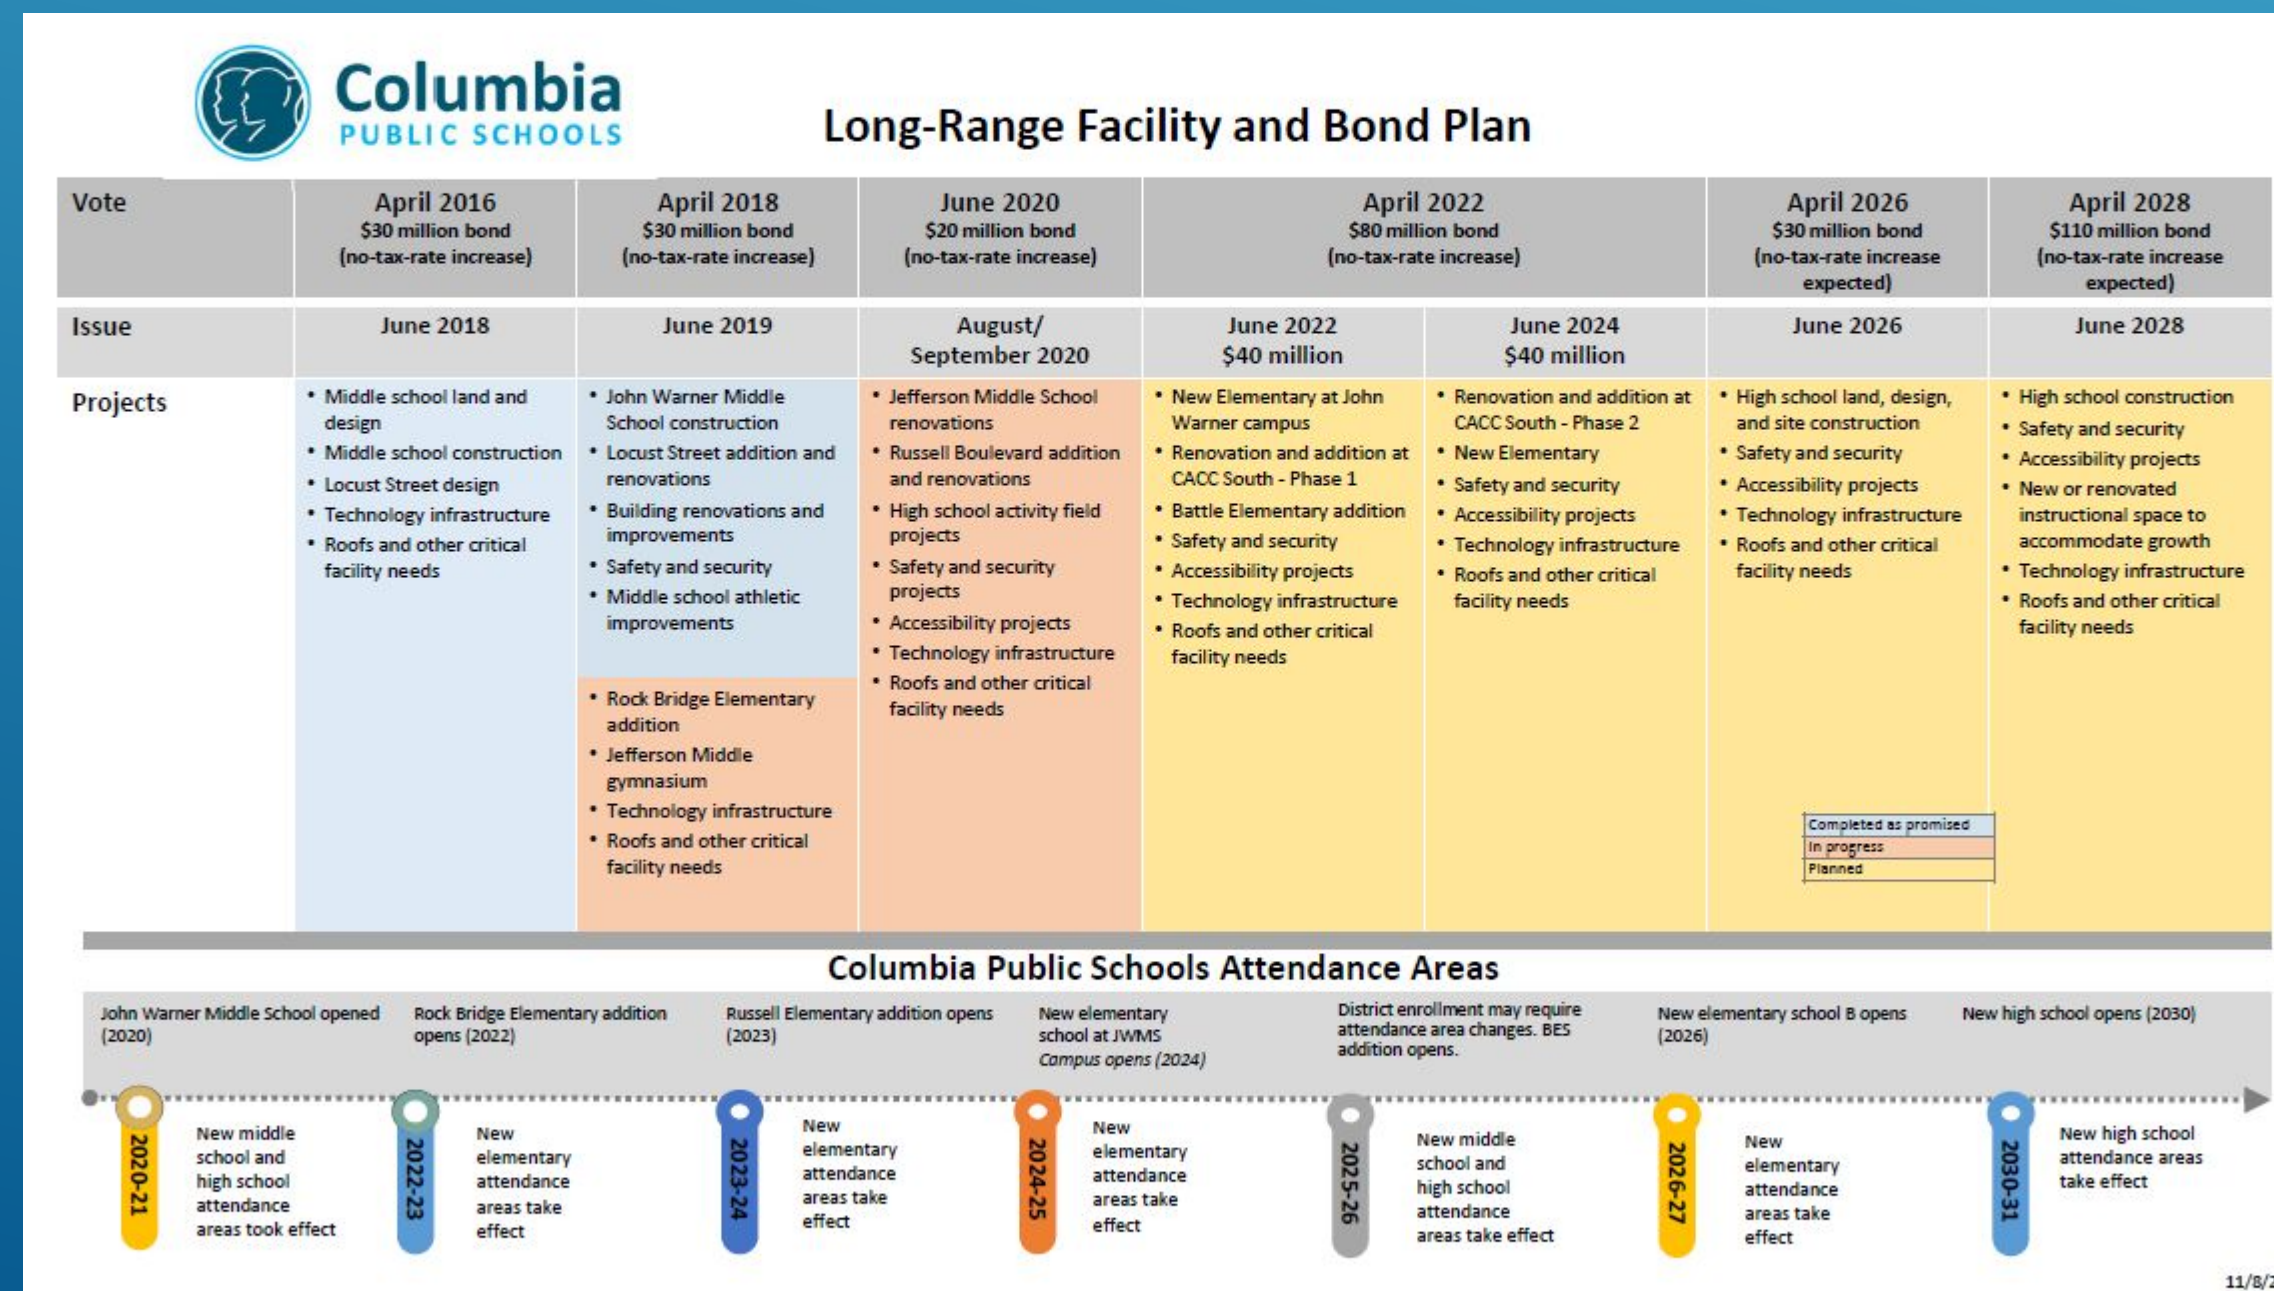 Columbia
PUBLIC SCHOOLS
Long-Range Facility and Bond Plan
Vote
April 2016
$30 million bond
(no-tax-rate increase)
April 2018
$30 million bond
(no-tax-rate increase)
June 2020
$20 million bond
(no-tax-rate increase)
April 2022
$80 million bond
(no-tax-rate increase)
April 2026
$30 million bond
(no-tax-rate increase
expected)
April 2028
$110 million bond
(no-tax-rate increase
expected)
Issue
June 2018
June 2019
August/
September 2020
June 2022
$40 million
June 2024
$40 million
June 2026
June 2028
Projects
• Middle school land and
design
• Middle school construction
• Locust Street design
• Technology infrastructure
• Roofs and other critical
facility needs
• John Warner Middle
School construction
• Locust Street addition and
renovations
• Building renovations and
improvements
• Safety and security
• Middle school athletic
improvements
• Rock Bridge Elementary
addition
• Jefferson Middle
gymnasium
• Technology infrastructure
• Roofs and other critical
facility needs
• Jefferson Middle School
renovations
• Russell Boulevard addition
and renovations
• High school activity field
projects
• Safety and security
projects
• Accessibility projects
• Technology infrastructure
• Roofs and other critical
facility needs
• New Elementary at John
Warner campus
• Renovation and addition at
CACC South - Phase 1
• Battle Elementary addition
• Safety and security
• Accessibility projects
• Technology infrastructure
• Roofs and other critical
facility needs
• Renovation and addition at
CACC South - Phase 2
• New Elementary
• Safety and security
• Accessibility projects
• Technology infrastructure
• Roofs and other critical
facility needs
• High school land, design,
and site construction
• Safety and security
• Accessibility projects
• Technology infrastructure
• Roofs and other critical
facility needs
• High school construction
• Safety and security
• Accessibility projects
• New or renovated
instructional space to
accommodate growth
• Technology infrastructure
• Roofs and other critical
facility needs
Completed as promised
In progress
Planned
Columbia Public Schools Attendance Areas
John Warner Middle School opened
(2020)
Rock Bridge Elementary addition
opens (2022)
Russell Elementary addition opens
(2023)
New elementary
school at JWMS
Campus opens (2024)
District enrollment may require
attendance area changes. BES
addition opens.
New elementary school B opens
(2026)
New high school opens (2030)
2020-21
New middle
school and
high school
attendance
areas took effect
2022-23
New
elementary
attendance
areas take
effect
2023-24
New
elementary
attendance
areas take
effect
2024-25
New
elementary
attendance
areas take
effect
2025-26
New middle
school and
high school
attendance
areas take effect
2026-27
New
elementary
attendance
areas take
effect
2030-31
New high school
attendance areas
take effect